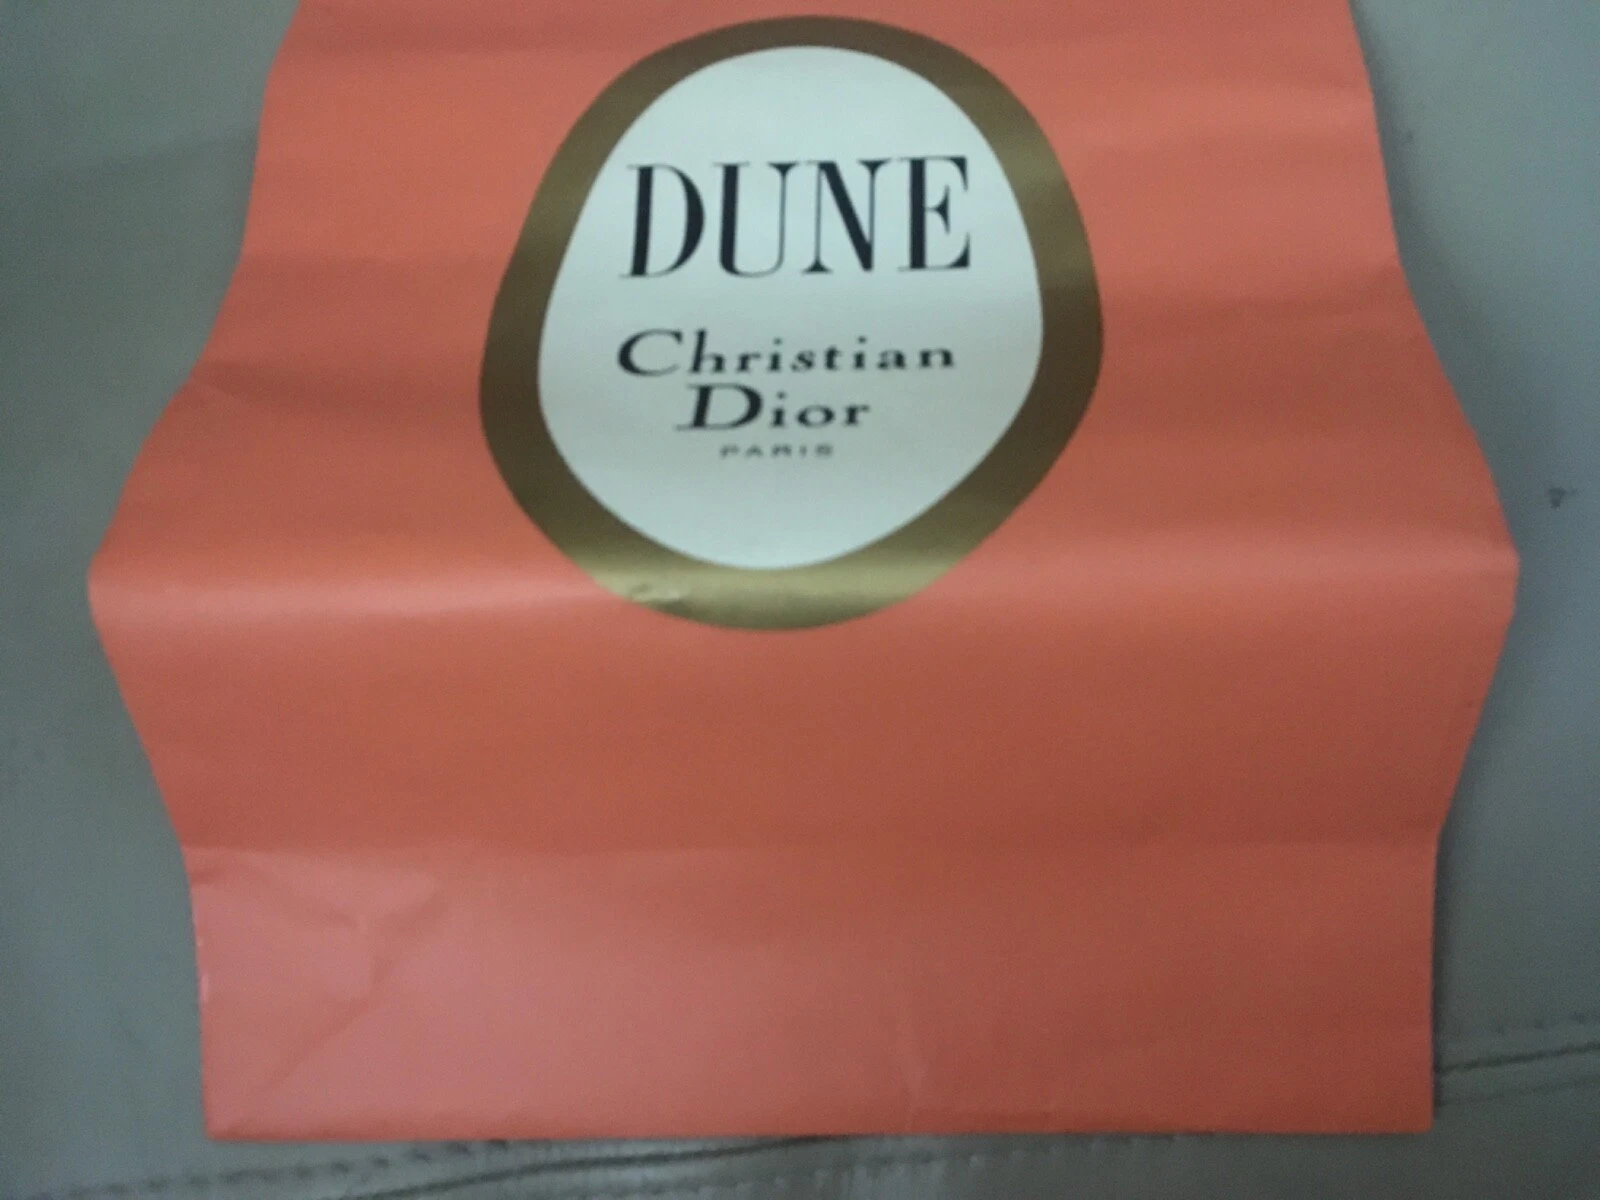 DUNE
Christian
Dior
PARIS